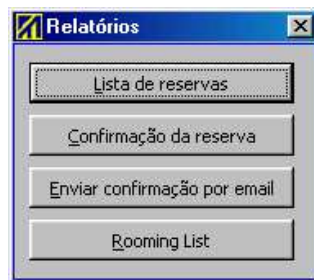 Relatórios
Lista de reservas
Confirmação da reserva
Enviar confirmação por email
Rooming List